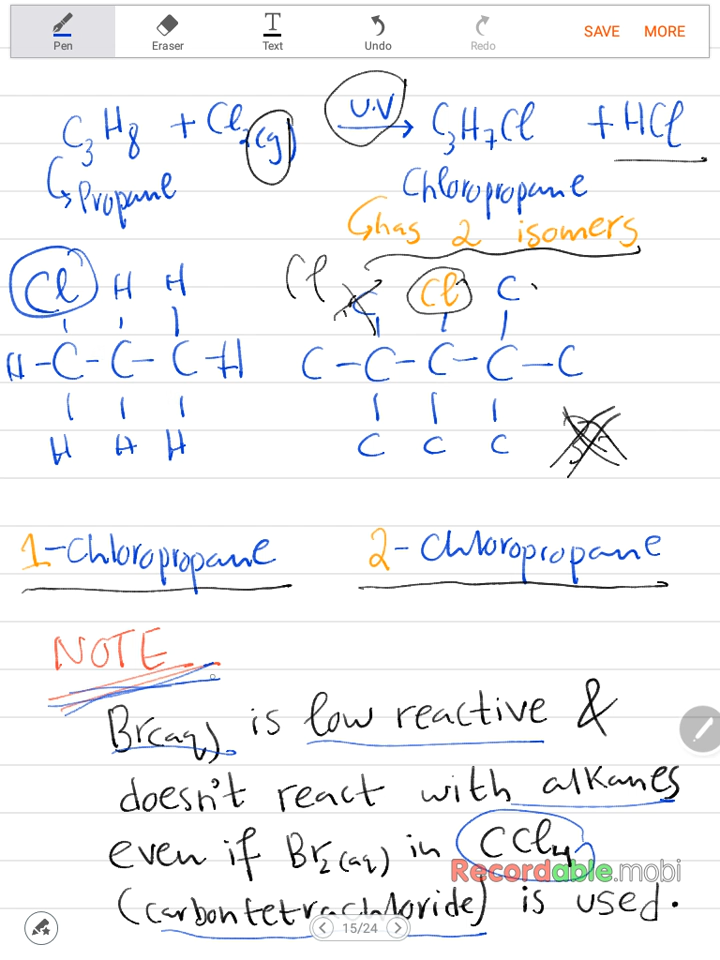 Pen Eraser Text Undo Redo SAVE MORE
C3H8 + Cl2(g) U.V → C3H7Cl + HCl
↳ Propane Chloropropane
↳ has 2 isomers
Cl H H Cl C Cl C
H-C-C-C-H C-C-C-C-C
H H H C C C
1-Chloropropane 2-Chloropropane
NOTE
Br(aq) is low reactive &
doesn't react with alkanes
even if Br2(aq) in CCl4
Recordable.mobi
(carbontetrachloride) is used.
15/24